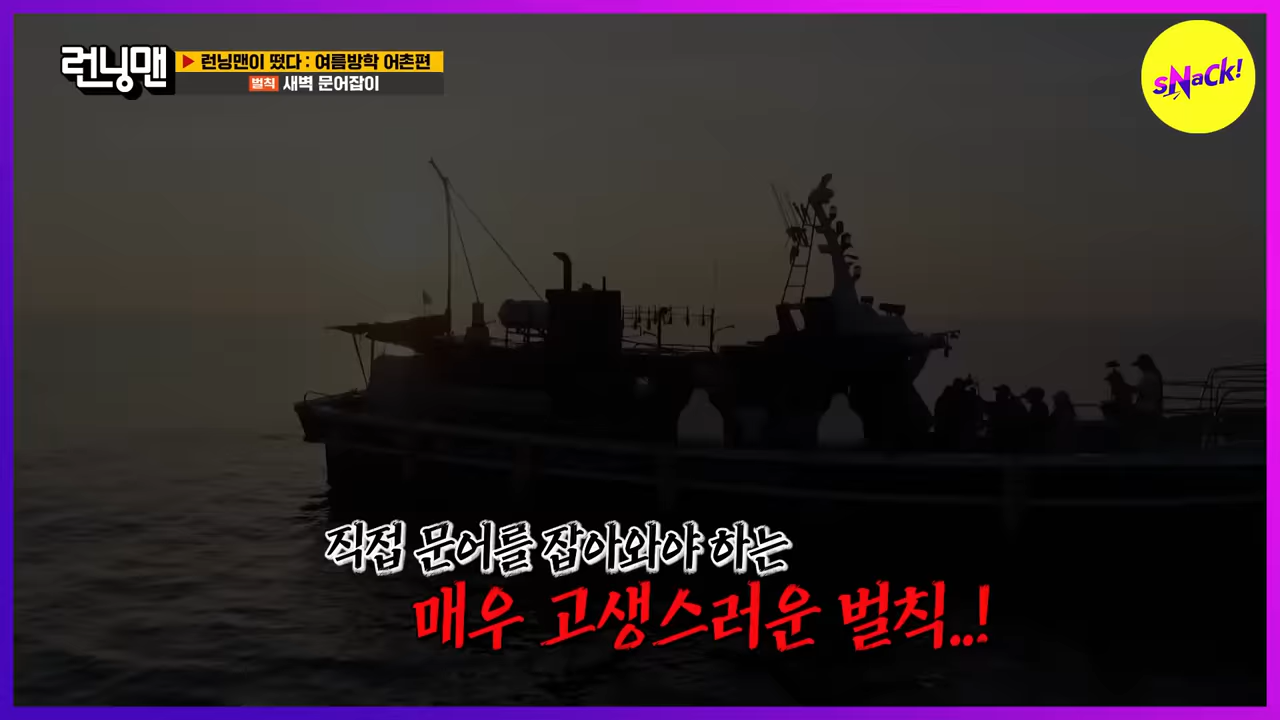 런닝맨
▶ 런닝맨이 떴다 : 여름방학 어촌편
벌칙 새벽 문어잡이
sNaCK!
직접 문어를 잡아와야 하는
매우 고생스러운 벌칙..!